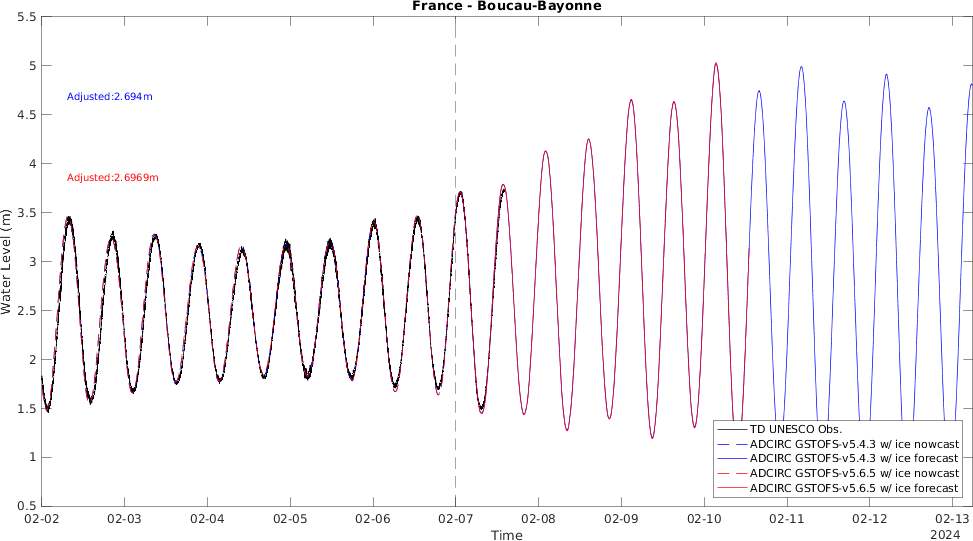 France - Boucau-Bayonne
5.5
5
4.5
4
3.5
3
2.5
2
1.5
1
0.5
Water Level (m)
Adjusted:2.694m
Adjusted:2.6969m
TD UNESCO Obs.
ADCIRC GSTOFS-v5.4.3 w/ ice nowcast
ADCIRC GSTOFS-v5.4.3 w/ ice forecast
ADCIRC GSTOFS-v5.6.5 w/ ice nowcast
ADCIRC GSTOFS-v5.6.5 w/ ice forecast
02-02 02-03 02-04 02-05 02-06 02-07 02-08 02-09 02-10 02-11 02-12 02-13
Time
2024